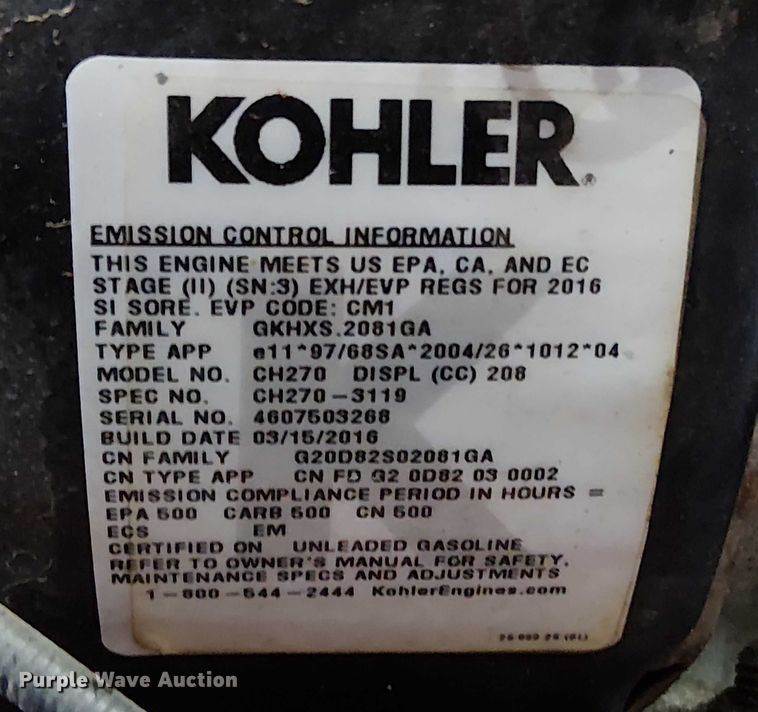 KOHLER®
EMISSION CONTROL INFORMATION
THIS ENGINE MEETS US EPA, CA, AND EC
STAGE (II) (SN:3) EXH/EVP REGS FOR 2016
SI SORE. EVP CODE: CM1
FAMILY GKHXS.2081GA
TYPE APP e11*97/68SA*2004/26*1012*04
MODEL NO. CH270 DISPL (CC) 208
SPEC NO. CH270-3119
SERIAL NO. 4607503268
BUILD DATE 03/15/2016
CN FAMILY G20D82S02081GA
CN TYPE APP CN FD G2 0D82 03 0002
EMISSION COMPLIANCE PERIOD IN HOURS =
EPA 500 CARB 500 CN 500
ECS EM
CERTIFIED ON UNLEADED GASOLINE
REFER TO OWNER'S MANUAL FOR SAFETY,
MAINTENANCE SPECS AND ADJUSTMENTS
1-800-544-2444 KohlerEngines.com
Purple Wave Auction